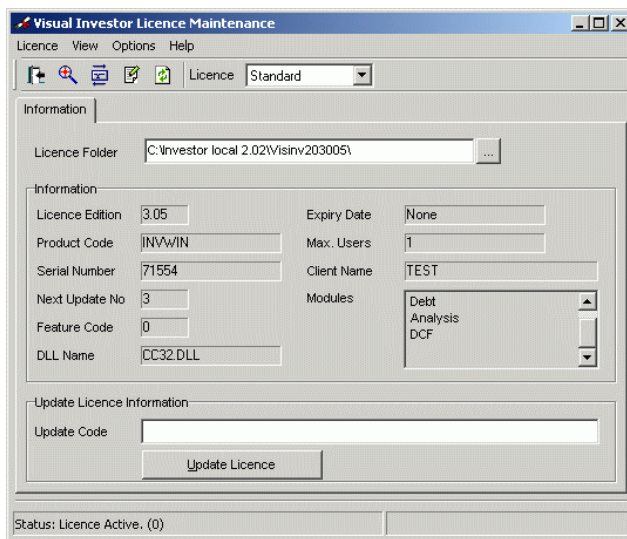 Visual Investor Licence Maintenance
Licence View Options Help
Licence Standard
Information
Licence Folder C:\Investor local 2.02\Visinv203005\ ...
Information
Licence Edition 3.05 Expiry Date None
Product Code INVWIN Max. Users 1
Serial Number 71554 Client Name TEST
Next Update No 3 Modules Debt
Feature Code 0 Analysis
DLL Name CC32.DLL DCF
Update Licence Information
Update Code
Update Licence
Status: Licence Active. (0)